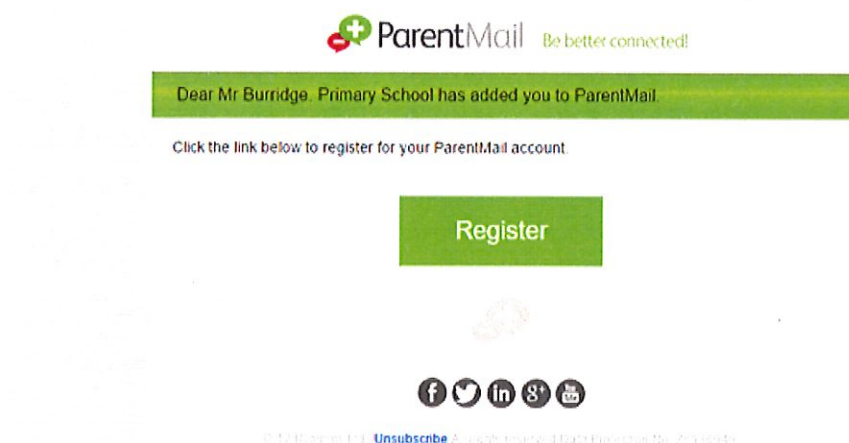 ParentMail Be better connected!
Dear Mr Burridge. Primary School has added you to ParentMail.
Click the link below to register for your ParentMail account.
Register
Unsubscribe